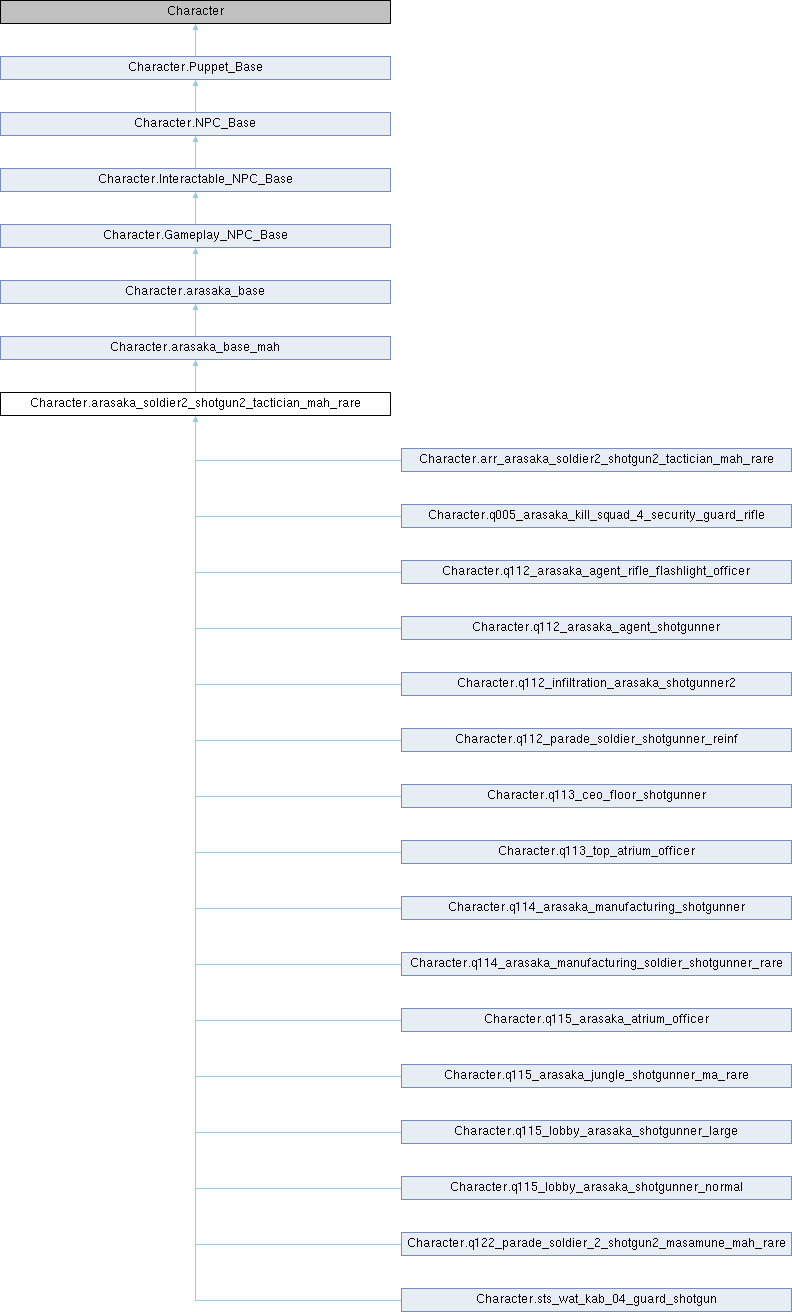 Character
Character.Puppet_Base
Character.NPC_Base
Character.Interactable_NPC_Base
Character.Gameplay_NPC_Base
Character.arasaka_base
Character.arasaka_base_mah
Character.arasaka_soldier2_shotgun2_tactician_mah_rare
Character.arr_arasaka_soldier2_shotgun2_tactician_mah_rare
Character.q005_arasaka_kill_squad_4_security_guard_rifle
Character.q112_arasaka_agent_rifle_flashlight_officer
Character.q112_arasaka_agent_shotgunner
Character.q112_infiltration_arasaka_shotgunner2
Character.q112_parade_soldier_shotgunner_reinf
Character.q113_ceo_floor_shotgunner
Character.q113_top_atrium_officer
Character.q114_arasaka_manufacturing_shotgunner
Character.q114_arasaka_manufacturing_soldier_shotgunner_rare
Character.q115_arasaka_atrium_officer
Character.q115_arasaka_jungle_shotgunner_ma_rare
Character.q115_lobby_arasaka_shotgunner_large
Character.q115_lobby_arasaka_shotgunner_normal
Character.q122_parade_soldier_2_shotgun2_masamune_mah_rare
Character.sts_wat_kab_04_guard_shotgun